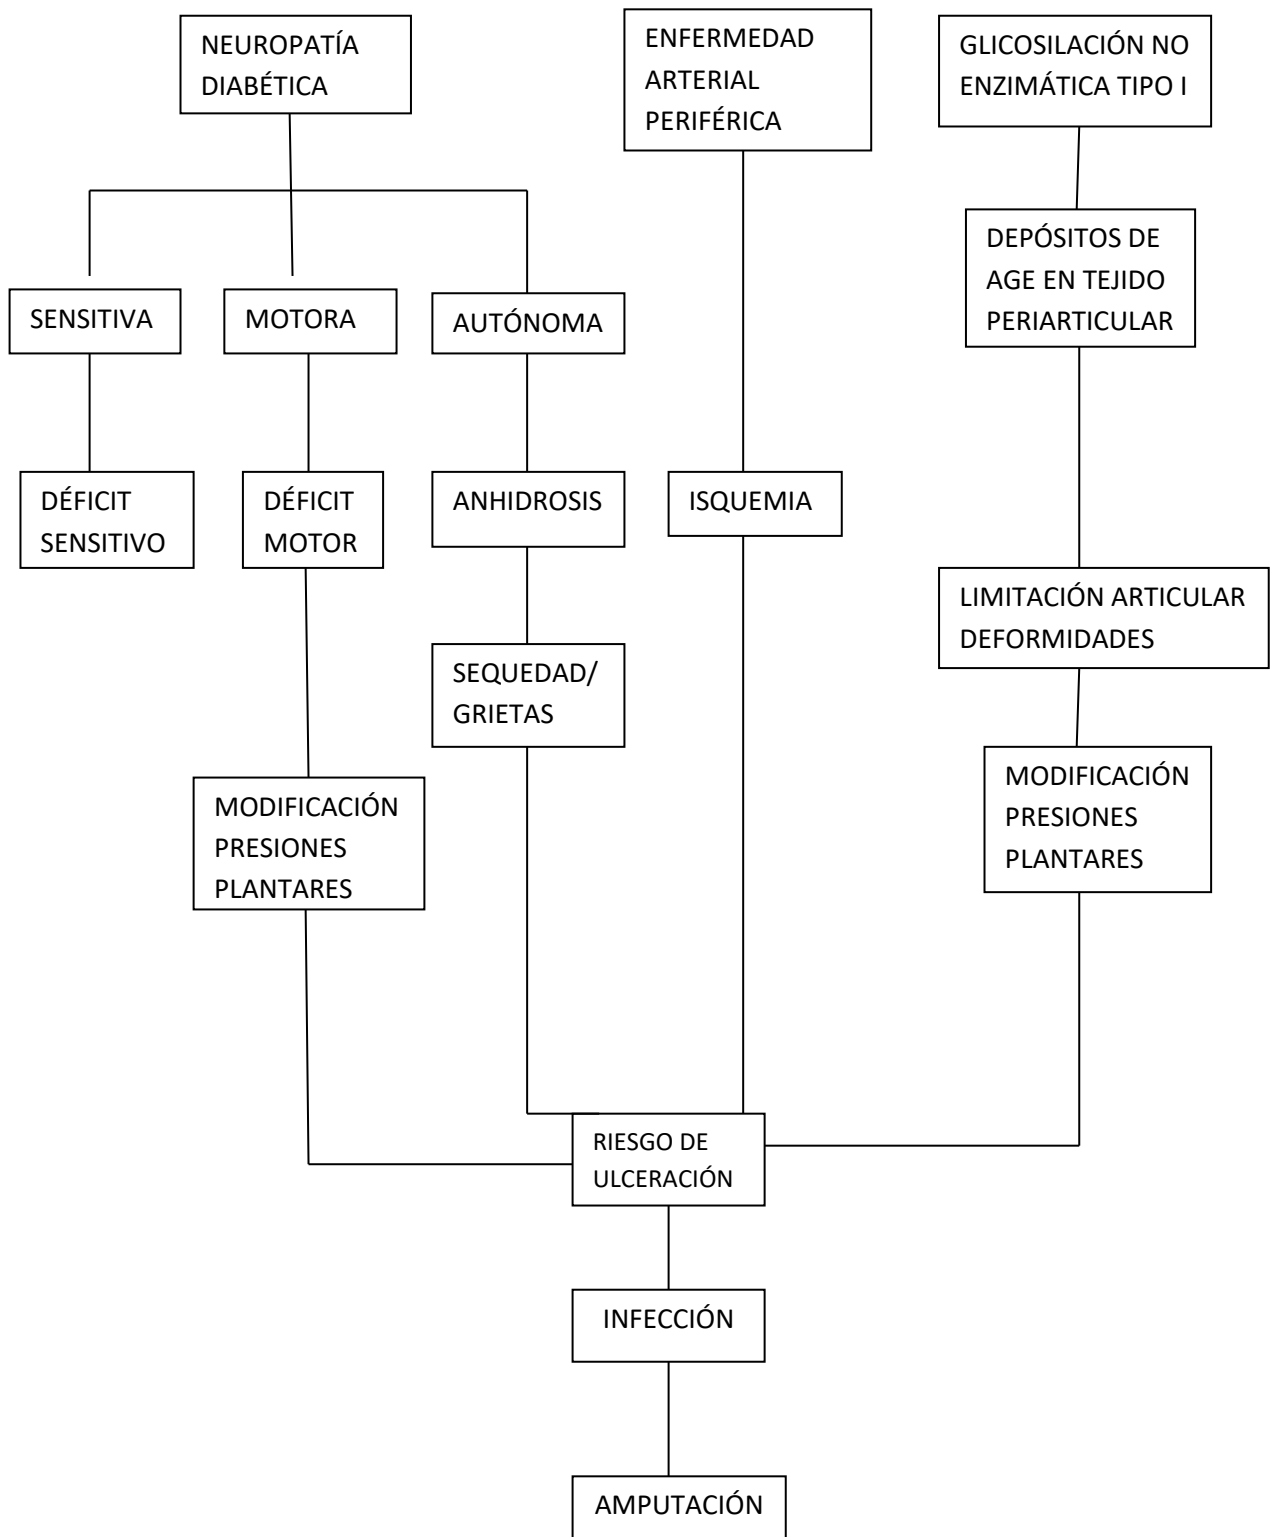 NEUROPATÍA
DIABÉTICA
ENFERMEDAD
ARTERIAL
PERIFÉRICA
GLICOSILACIÓN NO
ENZIMÁTICA TIPO I
DEPÓSITOS DE
AGE EN TEJIDO
PERIARTICULAR
SENSITIVA
MOTORA
AUTÓNOMA
DÉFICIT
SENSITIVO
DÉFICIT
MOTOR
ANHIDROSIS
ISQUEMIA
LIMITACIÓN ARTICULAR
DEFORMIDADES
SEQUEDAD/
GRIETAS
MODIFICACIÓN
PRESIONES
PLANTARES
MODIFICACIÓN
PRESIONES
PLANTARES
RIESGO DE
ULCERACIÓN
INFECCIÓN
AMPUTACIÓN